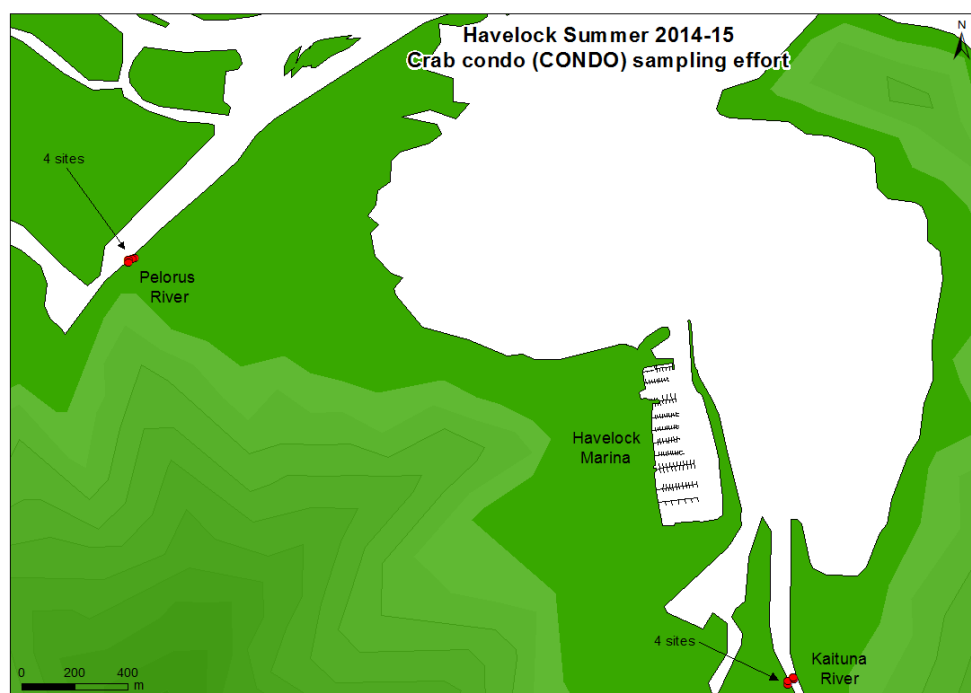 Havelock Summer 2014-15
Crab condo (CONDO) sampling effort
N
4 sites
Pelorus
River
Havelock
Marina
4 sites
Kaituna
River
0 200 400
m